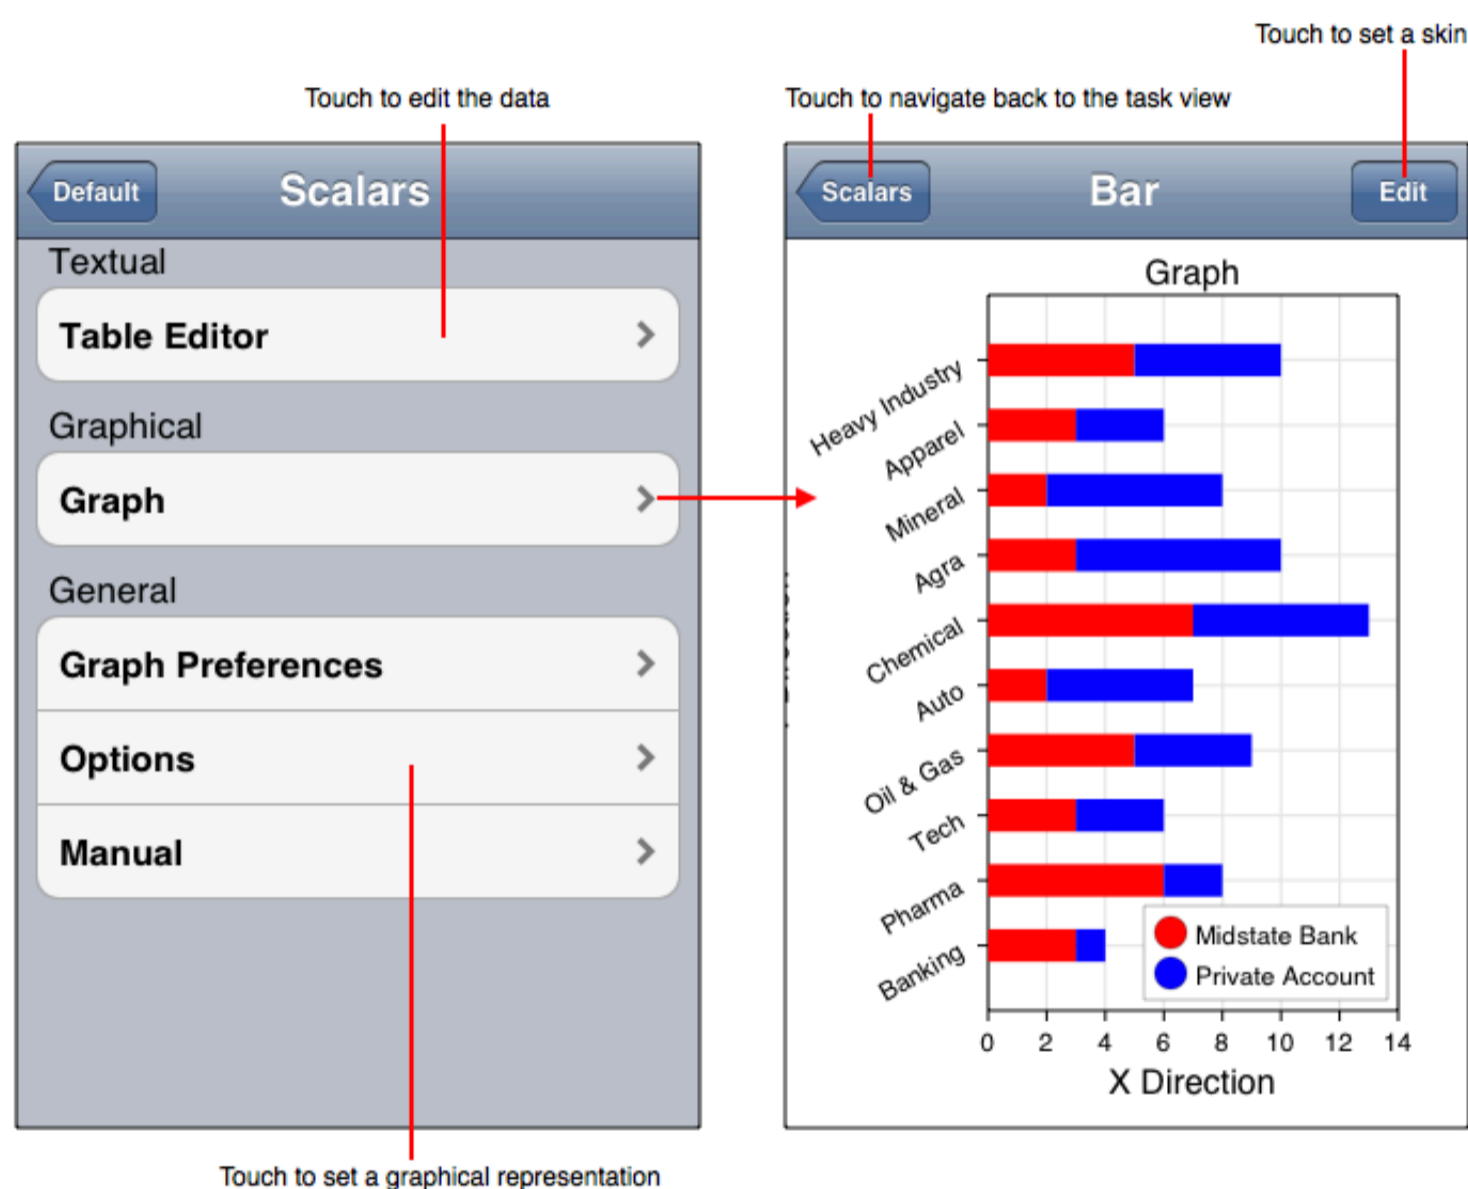 Touch to set a skin
Touch to edit the data
Touch to navigate back to the task view
Default
Scalars
Textual
Table Editor
Graphical
Graph
General
Graph Preferences
Options
Manual
Touch to set a graphical representation
Scalars
Bar
Edit
Graph
Heavy Industry
Apparel
Mineral
Agra
Chemical
Auto
Oil & Gas
Tech
Pharma
Banking
Midstate Bank
Private Account
0 2 4 6 8 10 12 14
X Direction